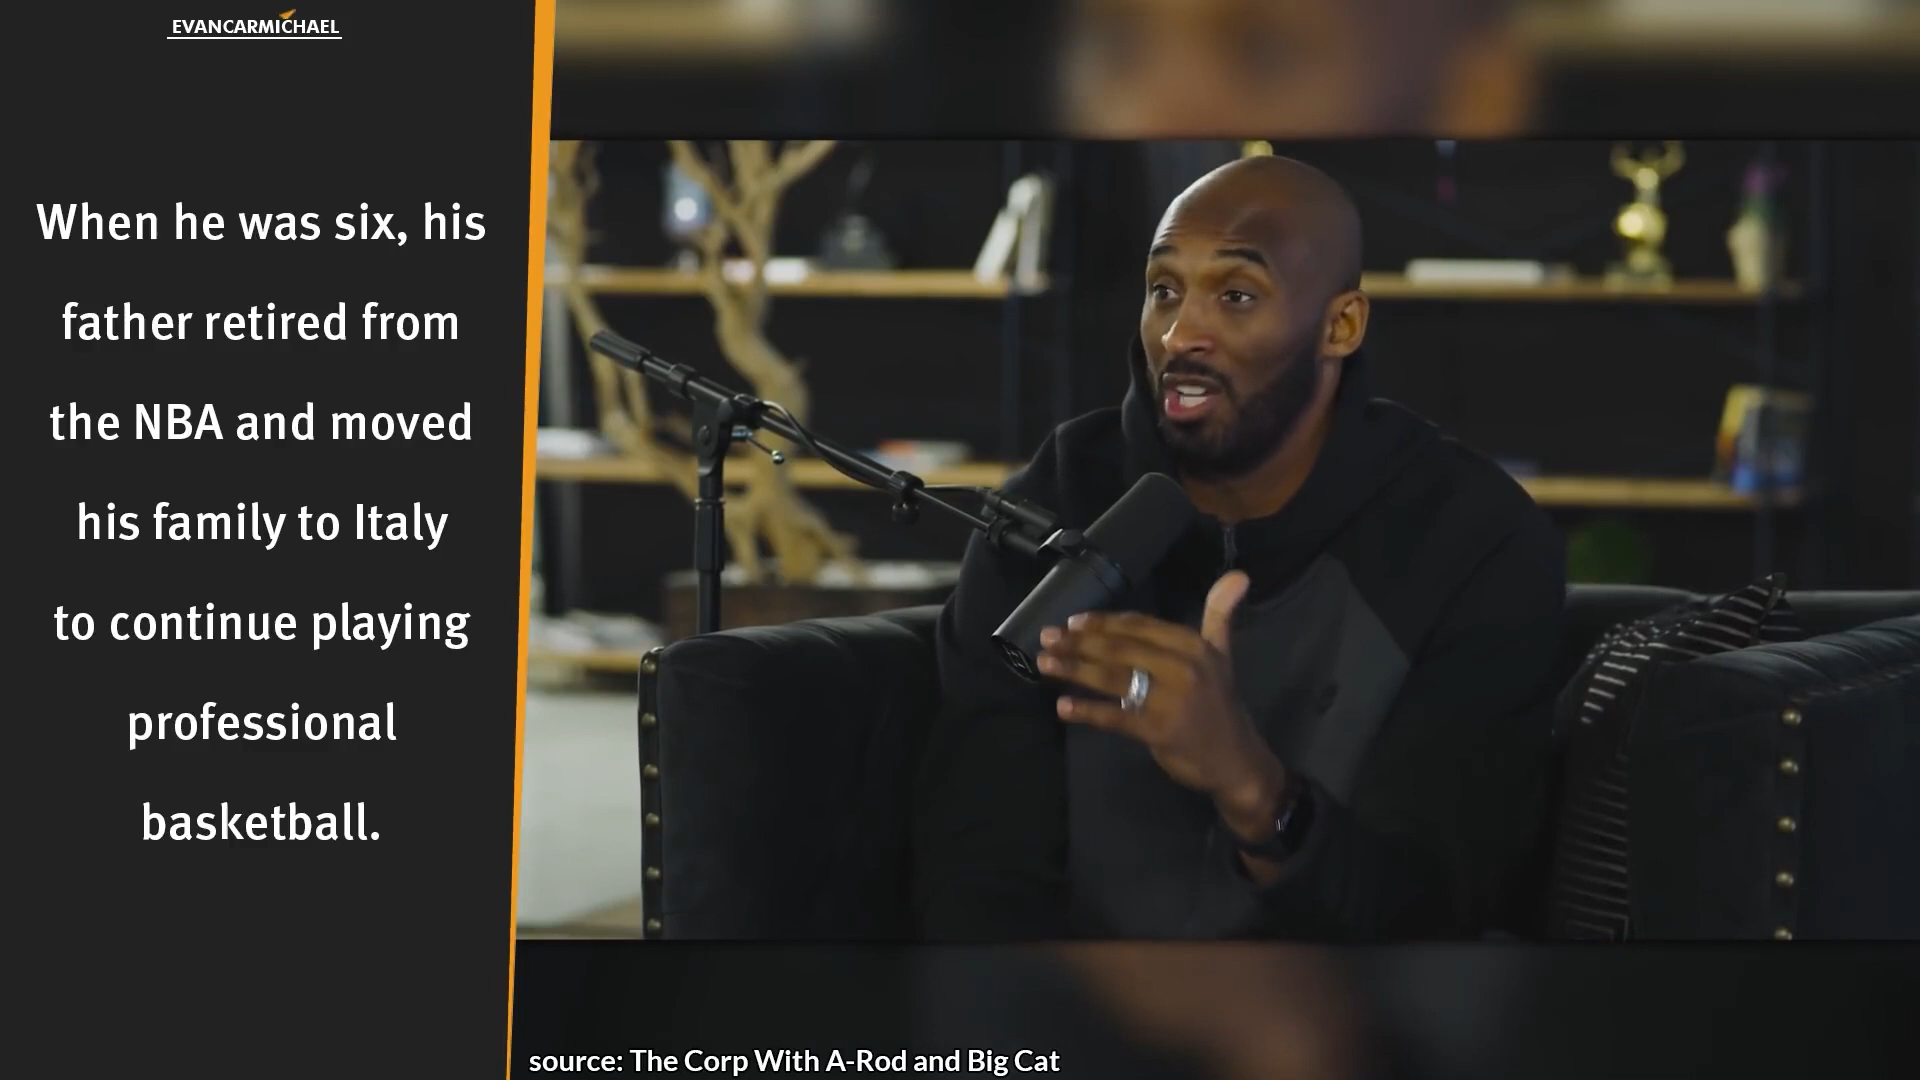 EVANCARMICHAEL
When he was six, his
father retired from
the NBA and moved
his family to Italy
to continue playing
professional
basketball.
source: The Corp With A-Rod and Big Cat